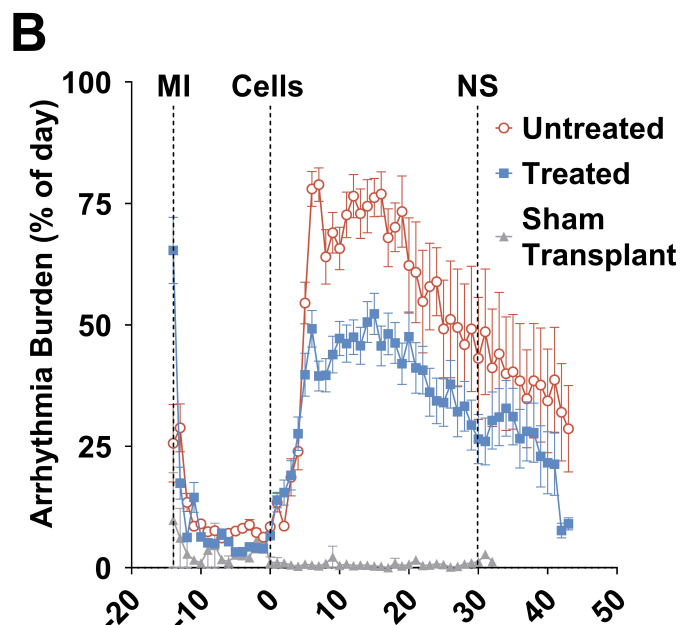 B
MI Cells NS
Arrhythmia Burden (% of day)
100
75
50
25
0
-20 -10 0 10 20 30 40 50
Untreated
Treated
Sham
Transplant